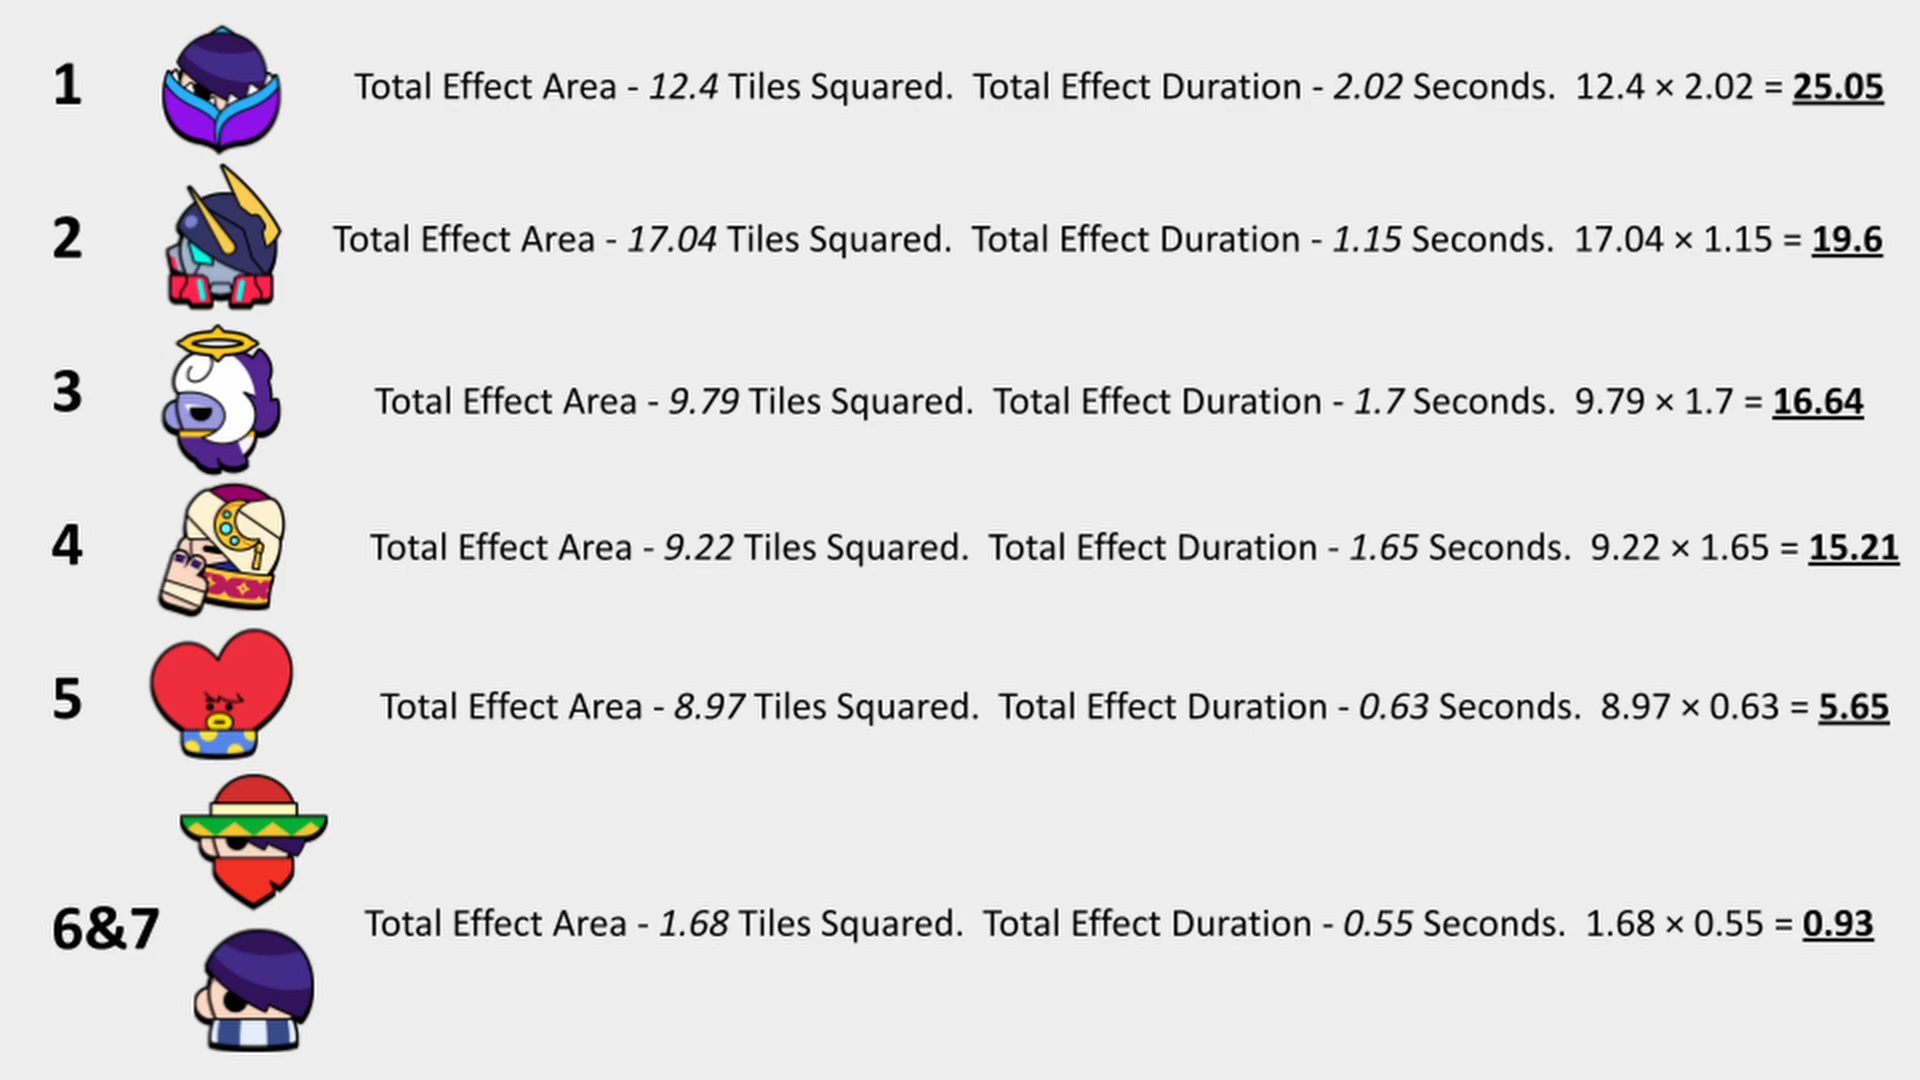 1 Total Effect Area - 12.4 Tiles Squared. Total Effect Duration - 2.02 Seconds. 12.4 × 2.02 = 25.05
2 Total Effect Area - 17.04 Tiles Squared. Total Effect Duration - 1.15 Seconds. 17.04 × 1.15 = 19.6
3 Total Effect Area - 9.79 Tiles Squared. Total Effect Duration - 1.7 Seconds. 9.79 × 1.7 = 16.64
4 Total Effect Area - 9.22 Tiles Squared. Total Effect Duration - 1.65 Seconds. 9.22 × 1.65 = 15.21
5 Total Effect Area - 8.97 Tiles Squared. Total Effect Duration - 0.63 Seconds. 8.97 × 0.63 = 5.65
6&7 Total Effect Area - 1.68 Tiles Squared. Total Effect Duration - 0.55 Seconds. 1.68 × 0.55 = 0.93